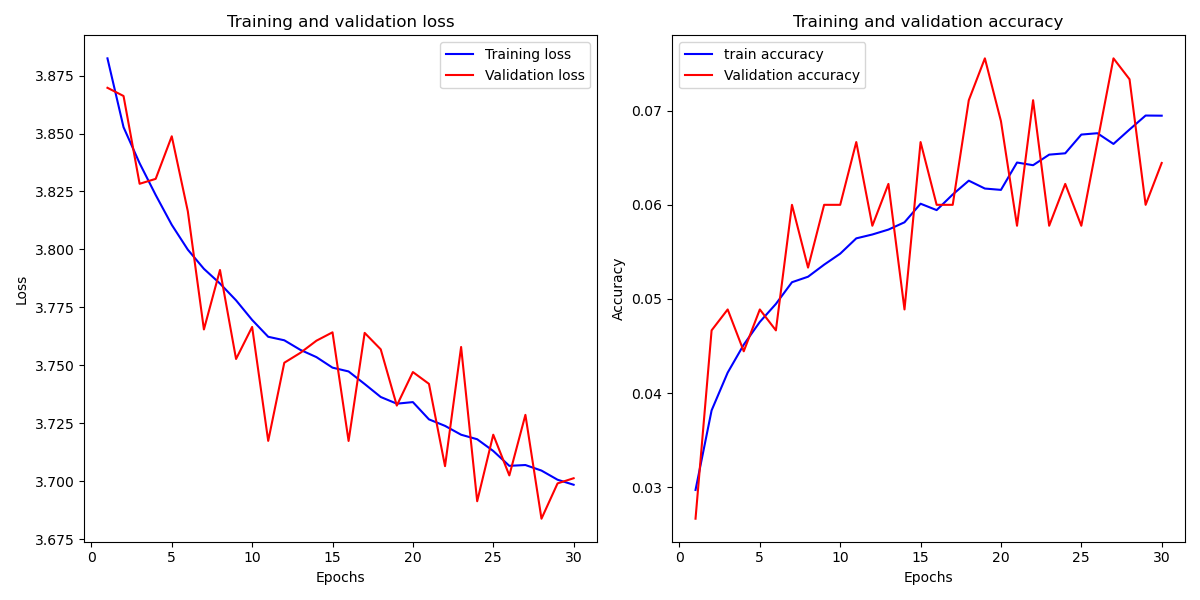 Training and validation loss
Training loss
Validation loss
3.875
3.850
3.825
3.800
3.775
3.750
3.725
3.700
3.675
Loss
0
5
10
15
20
25
30
Epochs
Training and validation accuracy
train accuracy
Validation accuracy
0.07
0.06
0.05
0.04
0.03
Accuracy
0
5
10
15
20
25
30
Epochs